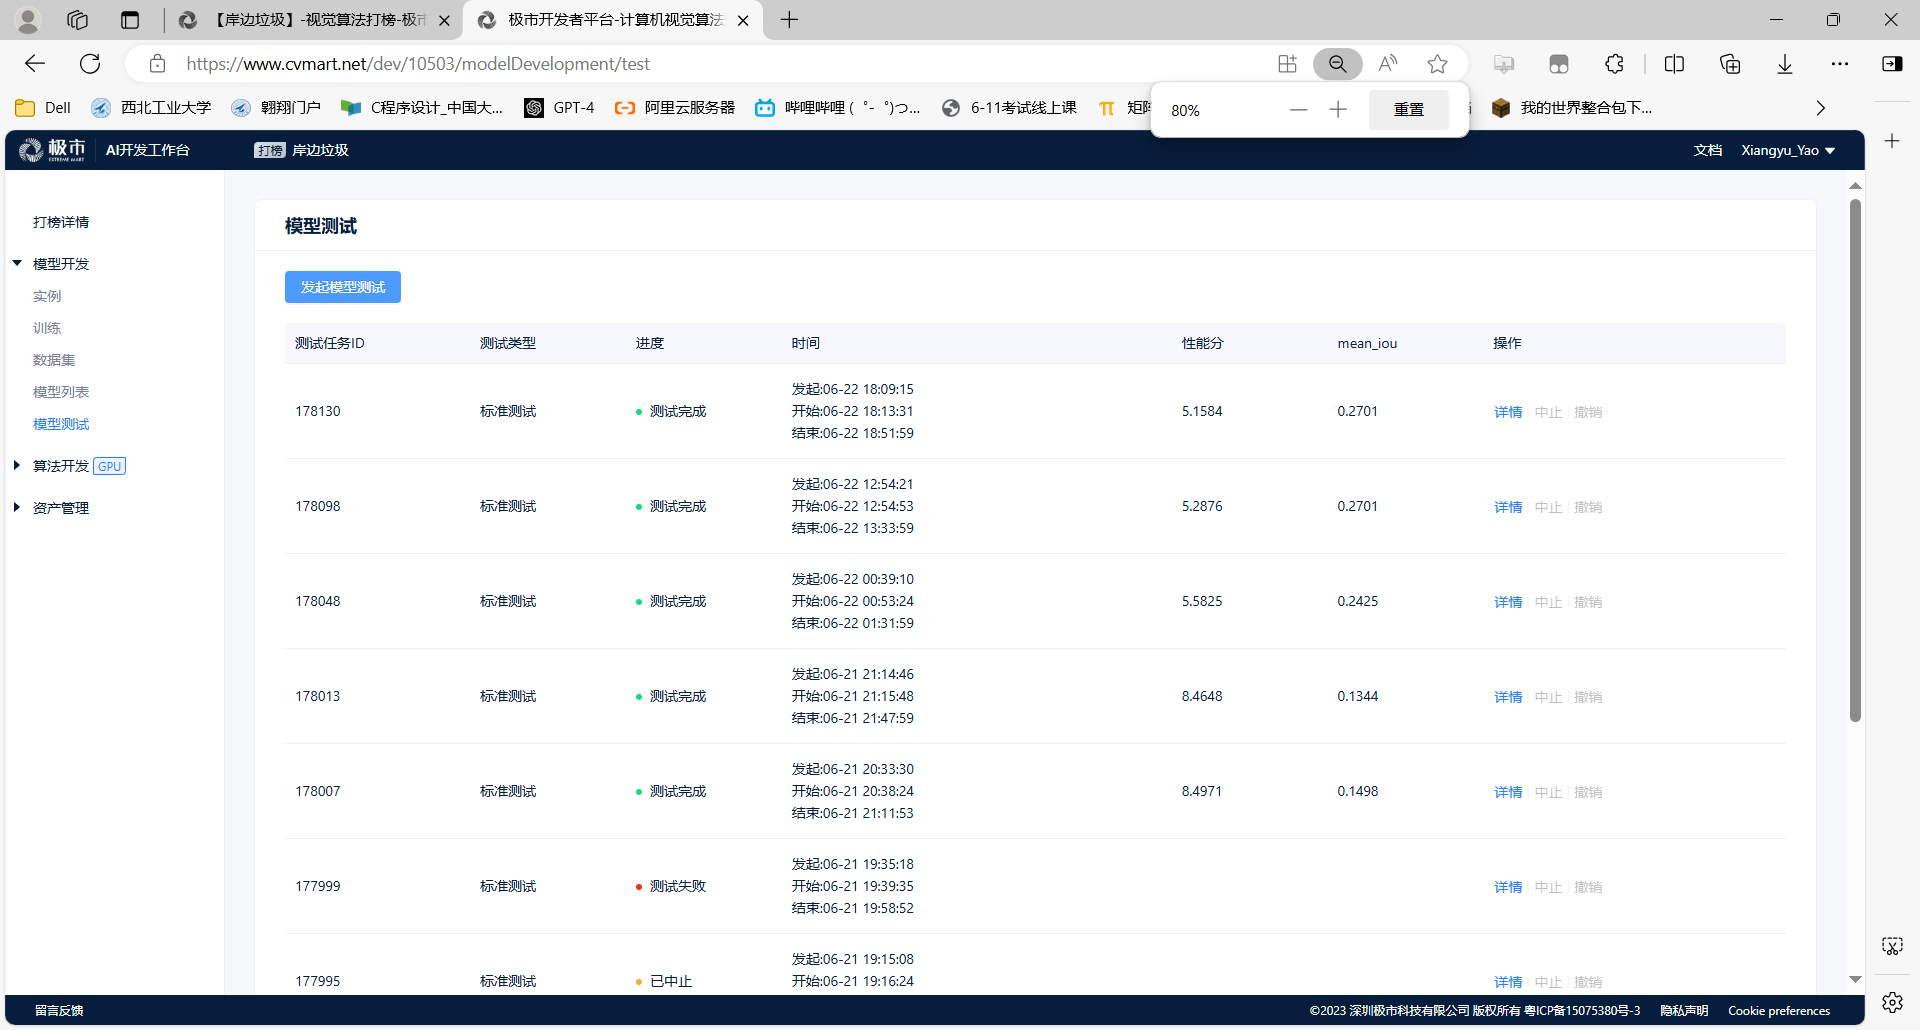 【岸边垃圾】-视觉算法打榜-极市
极市开发者平台-计算机视觉算法
https://www.cvmart.net/dev/10503/modelDevelopment/test
Dell
西北工业大学
翱翔门户
C程序设计_中国大...
GPT-4
阿里云服务器
哔哩哔哩 (゜-゜)つ...
6-11考试线上课
矩阵
80%
重置
我的世界整合包下...
极市
EXTREME MART
AI开发工作台
打榜 岸边垃圾
文档
Xiangyu_Yao
打榜详情
模型开发
实例
训练
数据集
模型列表
模型测试
算法开发 GPU
资产管理
模型测试
发起模型测试
测试任务ID 测试类型 进度 时间 性能分 mean_iou 操作
发起:06-22 18:09:15
178130 标准测试 测试完成 开始:06-22 18:13:31 5.1584 0.2701 详情 中止 撤销
结束:06-22 18:51:59
发起:06-22 12:54:21
178098 标准测试 测试完成 开始:06-22 12:54:53 5.2876 0.2701 详情 中止 撤销
结束:06-22 13:33:59
发起:06-22 00:39:10
178048 标准测试 测试完成 开始:06-22 00:53:24 5.5825 0.2425 详情 中止 撤销
结束:06-22 01:31:59
发起:06-21 21:14:46
178013 标准测试 测试完成 开始:06-21 21:15:48 8.4648 0.1344 详情 中止 撤销
结束:06-21 21:47:59
发起:06-21 20:33:30
178007 标准测试 测试完成 开始:06-21 20:38:24 8.4971 0.1498 详情 中止 撤销
结束:06-21 21:11:53
发起:06-21 19:35:18
177999 标准测试 测试失败 开始:06-21 19:39:35 详情 中止 撤销
结束:06-21 19:58:52
发起:06-21 19:15:08
177995 标准测试 已中止 开始:06-21 19:16:24 详情 中止 撤销
留言反馈
©2023 深圳极市科技有限公司 版权所有 粤ICP备15075380号-3 隐私声明 Cookie preferences